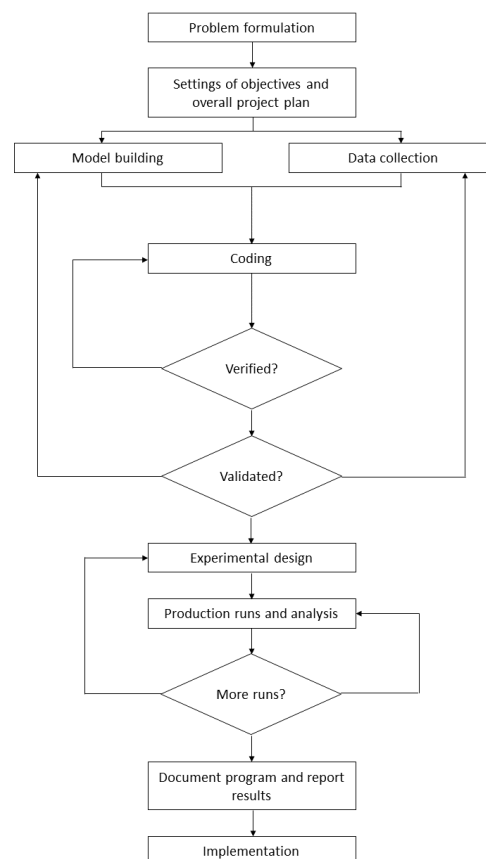 Problem formulation
Settings of objectives and
overall project plan
Model building
Data collection
Coding
Verified?
Validated?
Experimental design
Production runs and analysis
More runs?
Document program and report
results
Implementation